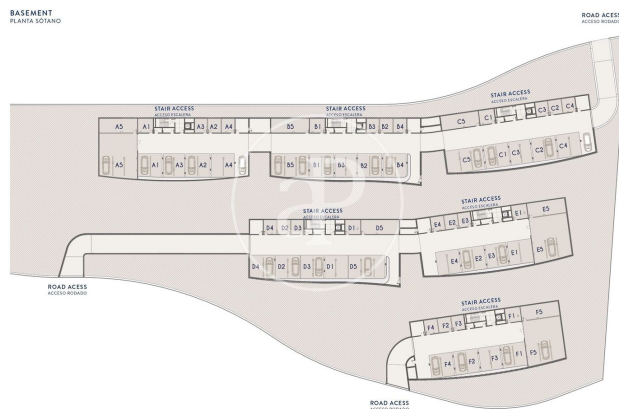 BASEMENT
PLANTA SÓTANO
ROAD ACESS
ACCESO RODADO
STAIR ACCESS
ACCESO ESCALERA
A5 A1 A3 A2 A4
A5 A1 A3 A2 A4
STAIR ACCESS
ACCESO ESCALERA
B5 B1 B3 B2 B4
B5 B1 B3 B2 B4
STAIR ACCESS
ACCESO ESCALERA
C5 C1 C3 C2 C4
C5 C1 C3 C2 C4
STAIR ACCESS
ACCESO ESCALERA
D4 D2 D3 D1 D5
D4 D2 D3 D1 D5
STAIR ACCESS
ACCESO ESCALERA
E4 E2 E3 E1 E5
E4 E2 E3 E1 E5
ROAD ACESS
ACCESO RODADO
STAIR ACCESS
ACCESO ESCALERA
F4 F2 F3 F1 F5
F4 F2 F3 F1 F5
ROAD ACESS
ACCESO RODADO
aP